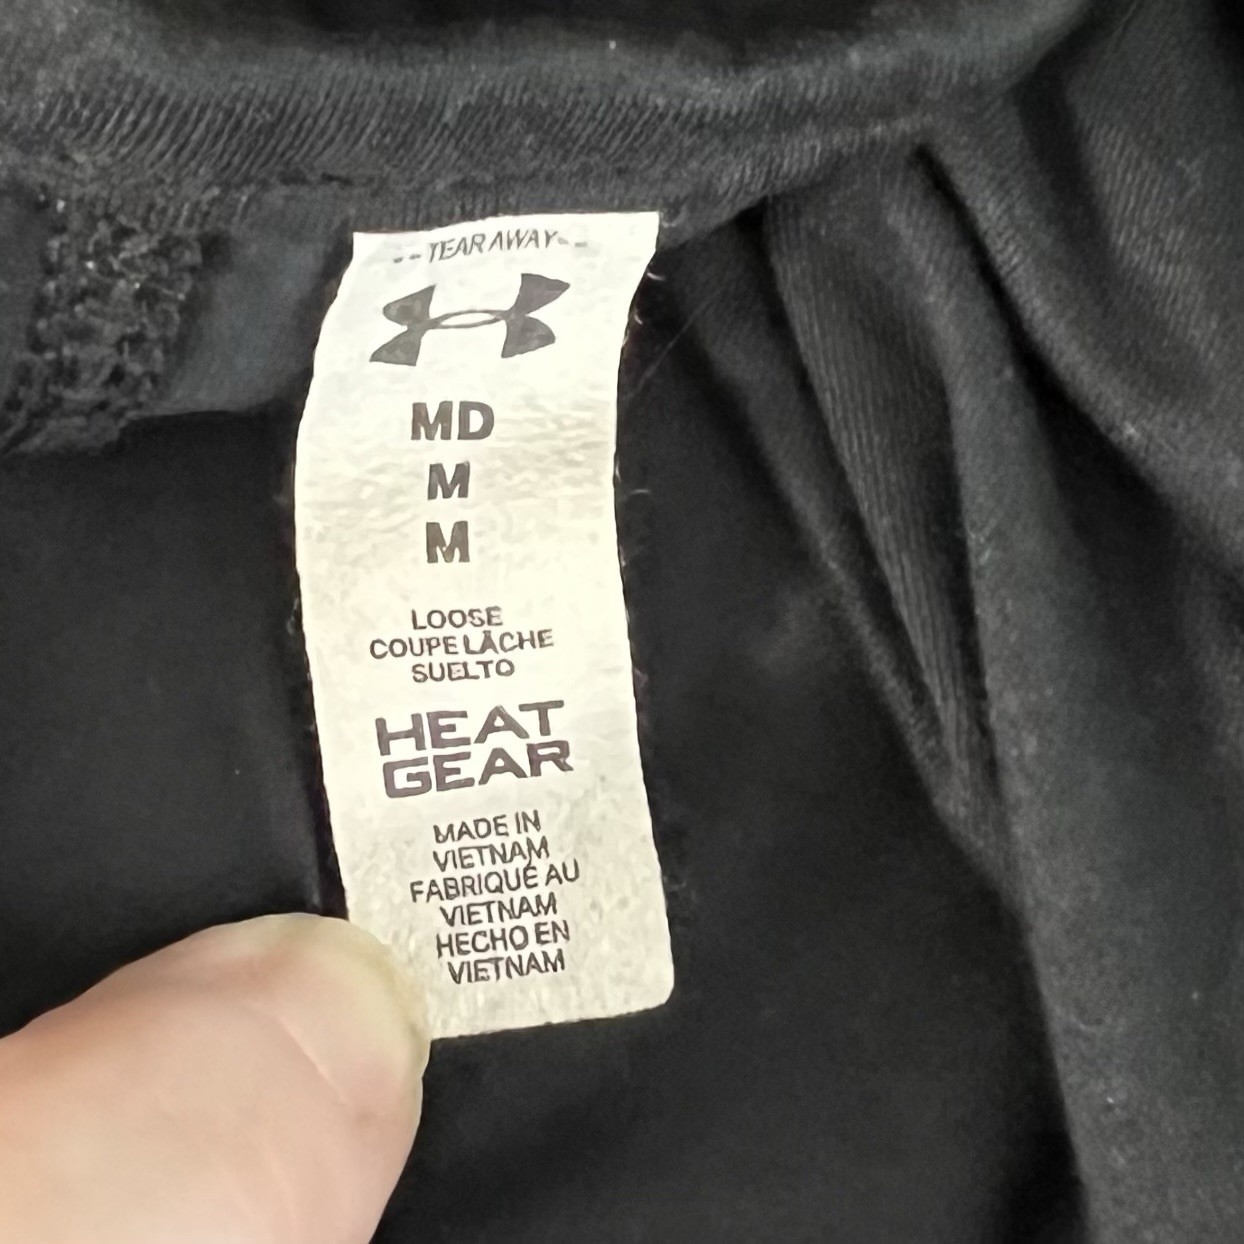 -- TEAR AWAY --
MD
M
M
LOOSE
COUPE LÂCHE
SUELTO
HEAT
GEAR
MADE IN
VIETNAM
FABRIQUÉ AU
VIETNAM
HECHO EN
VIETNAM